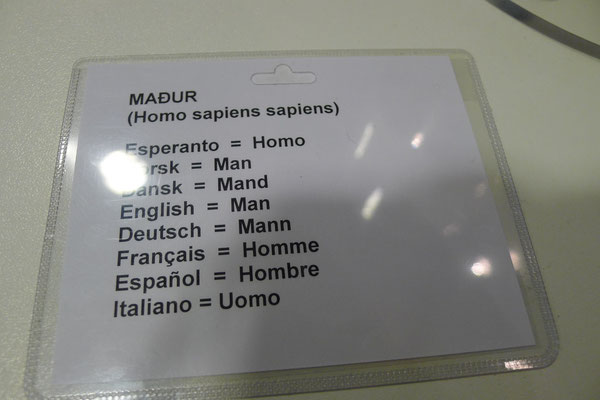 MAÐUR
(Homo sapiens sapiens)
Esperanto = Homo
Norsk = Man
Dansk = Mand
English = Man
Deutsch = Mann
Français = Homme
Español = Hombre
Italiano = Uomo